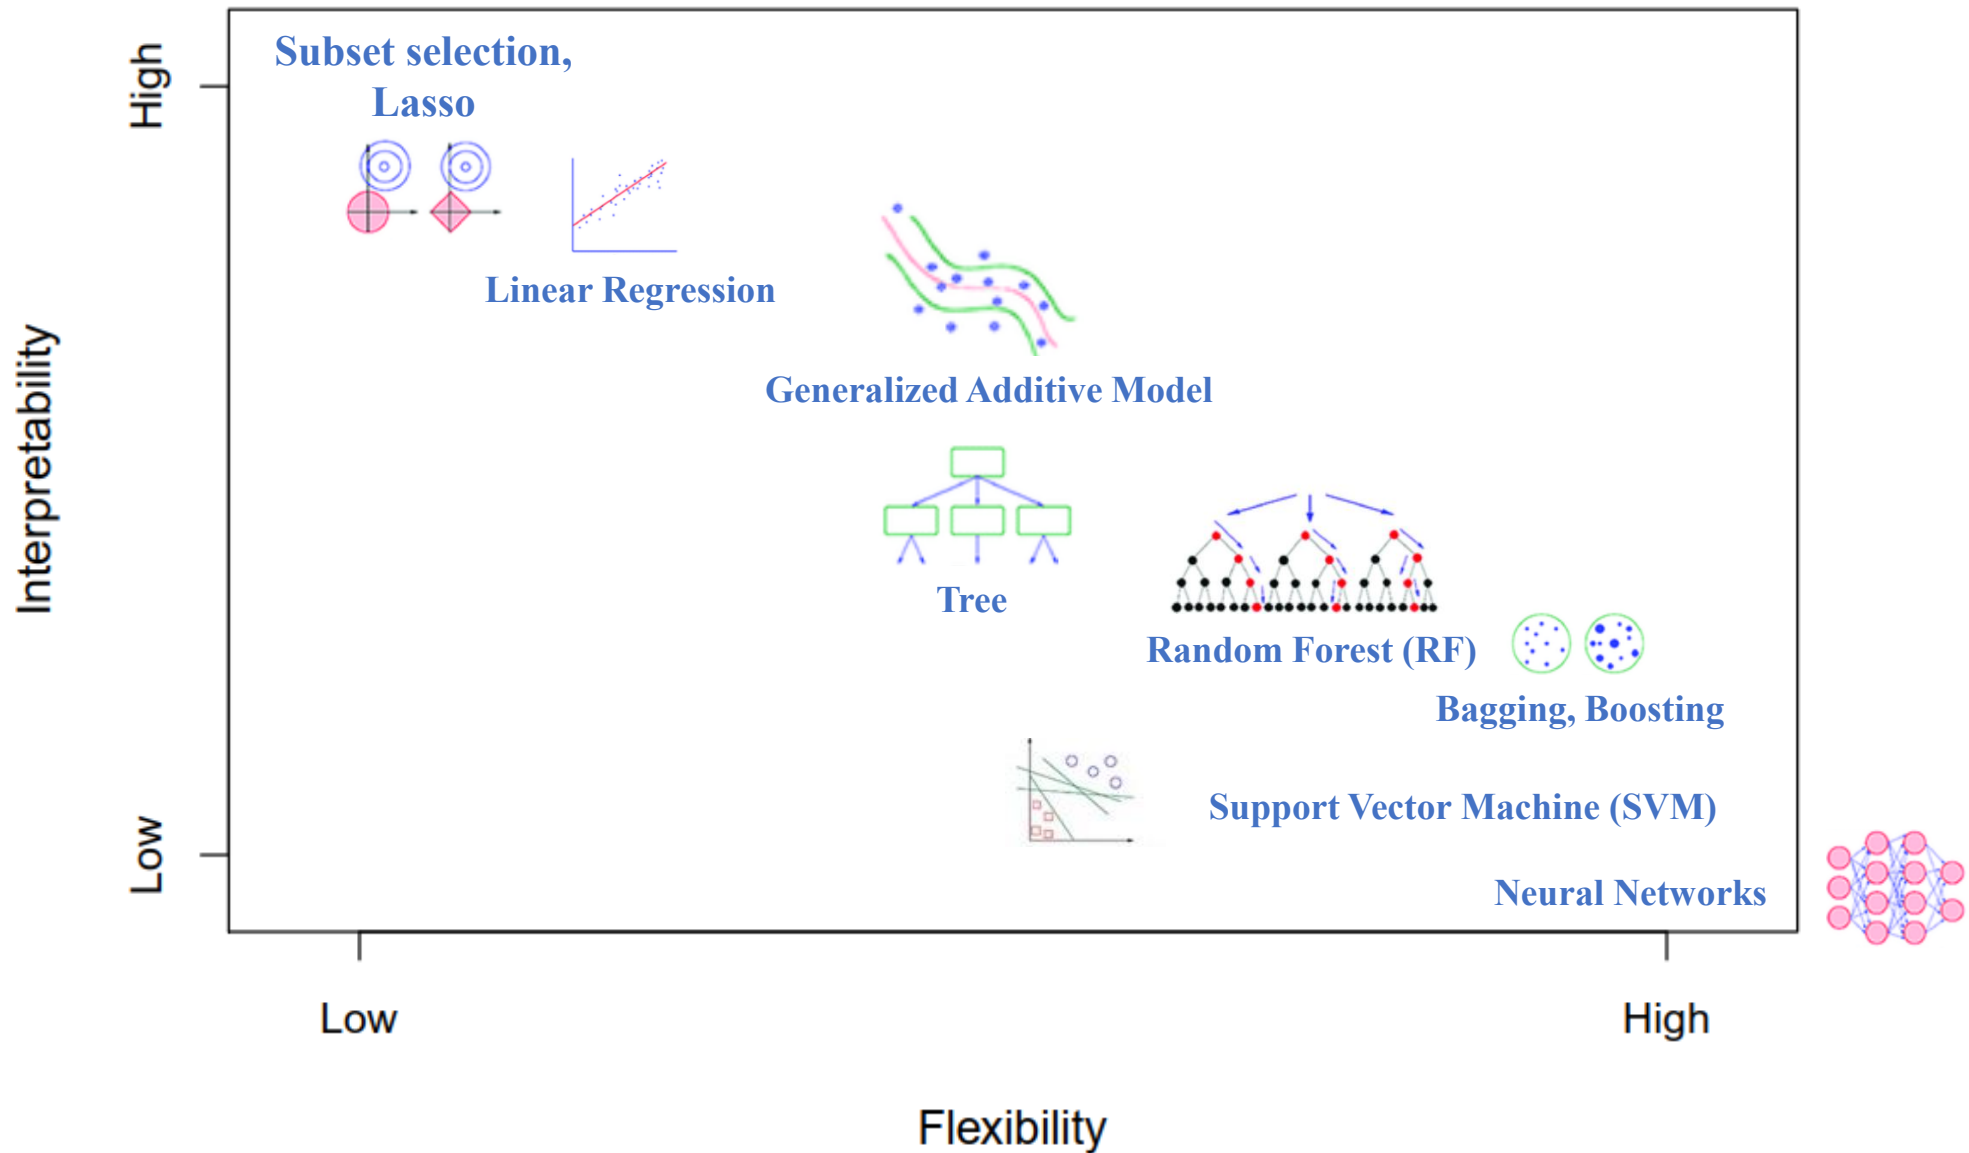 Subset selection,
Lasso
Linear Regression
Generalized Additive Model
Tree
Random Forest (RF)
Bagging, Boosting
Support Vector Machine (SVM)
Neural Networks
High
Interpretability
Low
Low
High
Flexibility